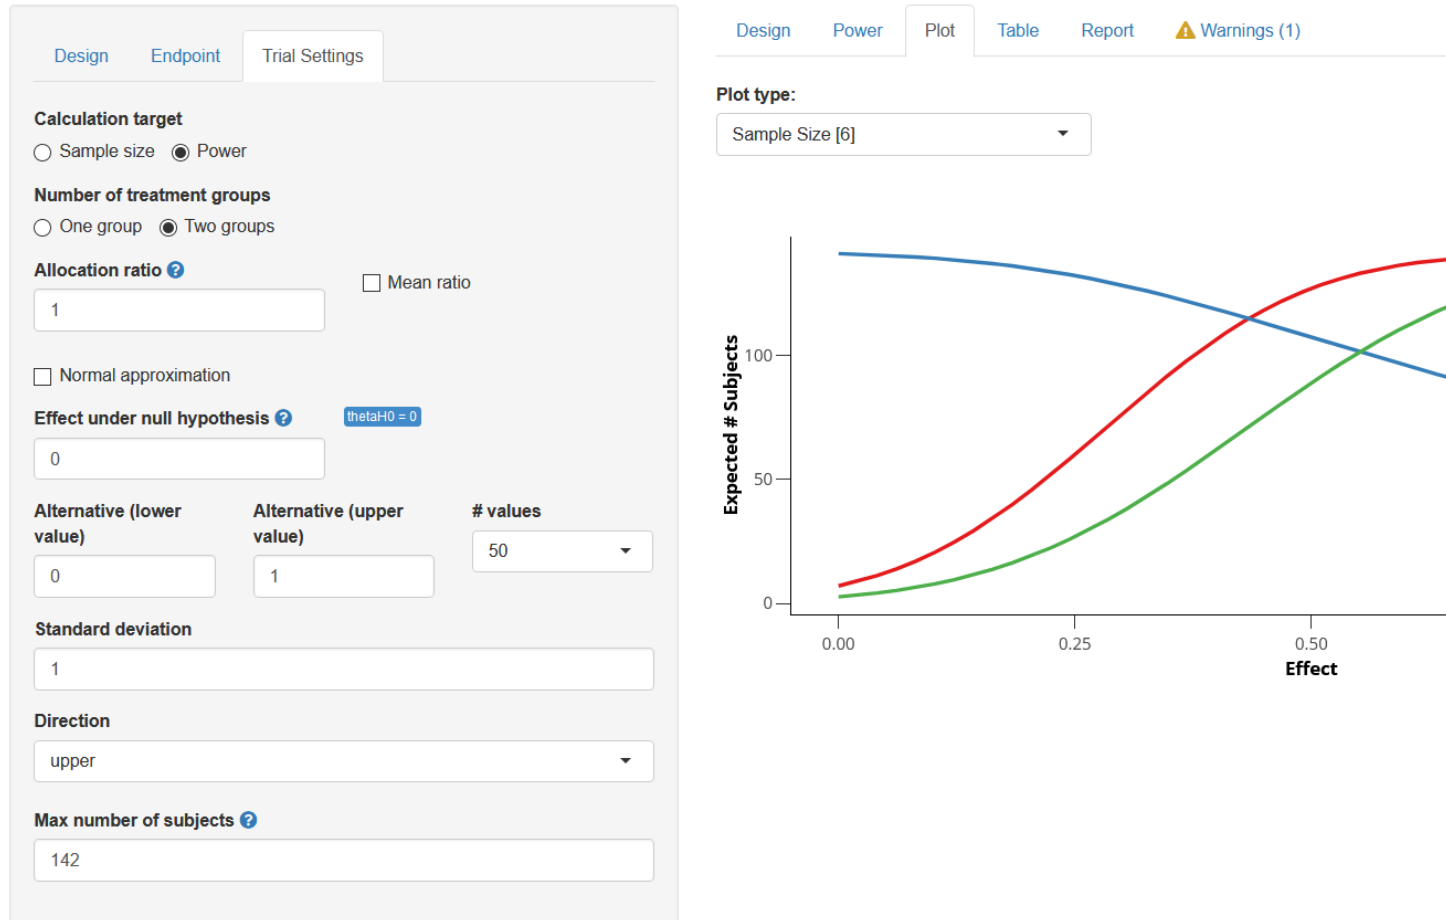 Design Endpoint Trial Settings
Calculation target
Sample size Power
Number of treatment groups
One group Two groups
Allocation ratio ?
Mean ratio
1
Normal approximation
Effect under null hypothesis ? thetaH0 = 0
0
Alternative (lower
value)
Alternative (upper
value)
# values
0
1
50
Standard deviation
1
Direction
upper
Max number of subjects ?
142
Design Power Plot Table Report Warnings (1)
Plot type:
Sample Size [6]
Expected # Subjects
100
50
0
0.00 0.25 0.50
Effect